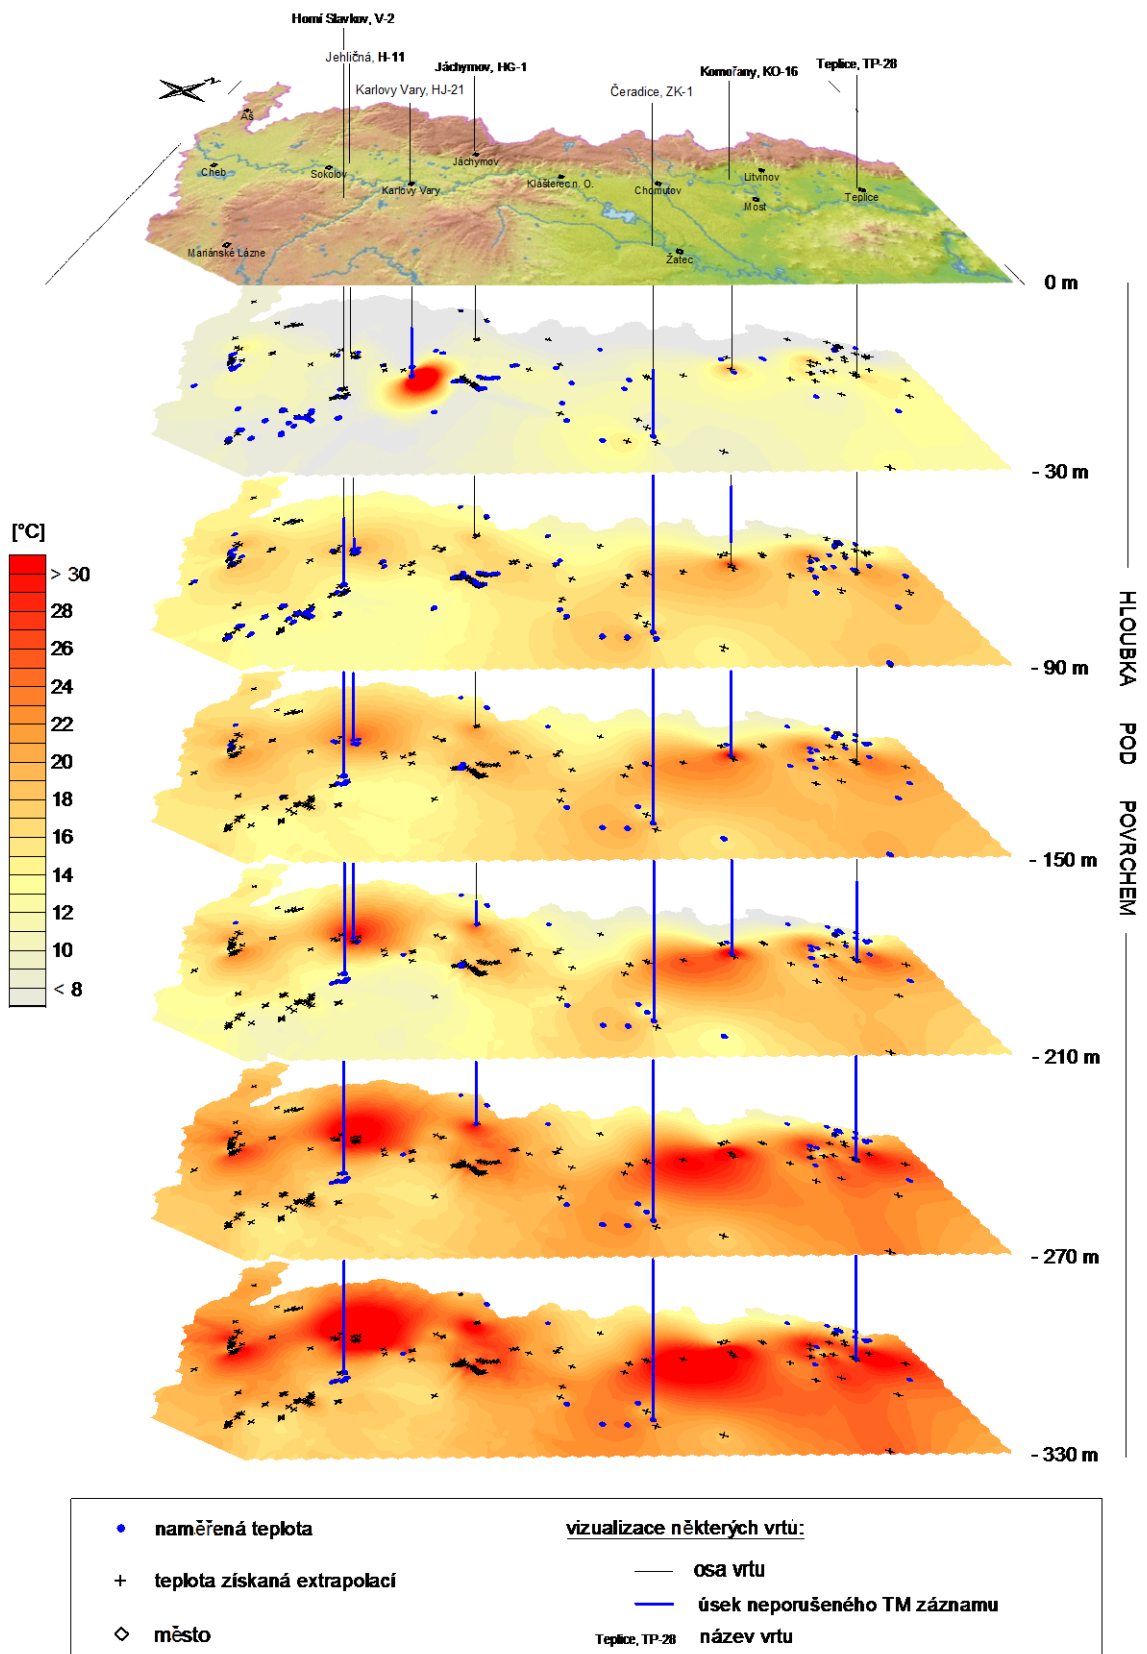 Horní Slavkov, V-2
Jehličná, H-11
Jáchymov, HG-1
Karlovy Vary, HJ-21
Čeradice, ZK-1
Komořany, KO-16
Teplice, TP-28
Aš
Cheb
Sokolov
Karlovy Vary
Jáchymov
Klášterec n. O.
Chomutov
Litvínov
Most
Teplice
Mariánské Lázne
Žatec
0 m
- 30 m
- 90 m
- 150 m
- 210 m
- 270 m
- 330 m
HLOUBKA POD POVRCHEM
[°C]
> 30
28
26
24
22
20
18
16
14
12
10
< 8
naměřená teplota
teplota získaná extrapolací
město
vizualizace některých vrtů:
osa vrtu
úsek neporušeného TM záznamu
Teplice, TP-28 název vrtu